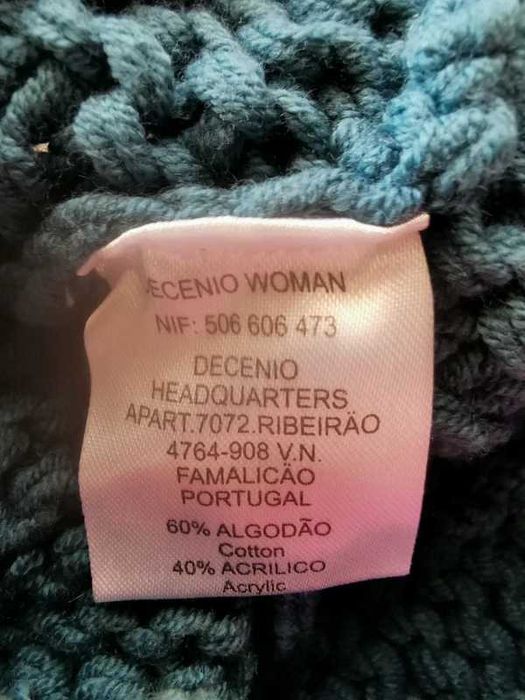 DECENIO WOMAN
NIF: 506 606 473
DECENIO
HEADQUARTERS
APART.7072.RIBEIRÄO
4764-908 V.N.
FAMALICÃO
PORTUGAL
60% ALGODÃO
Cotton
40% ACRILICO
Acrylic